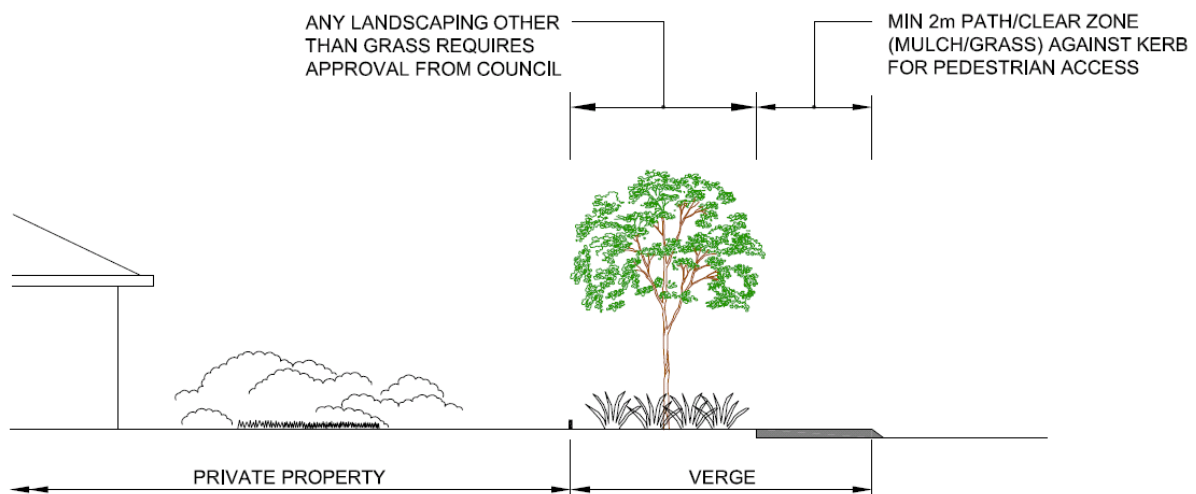 ANY LANDSCAPING OTHER
THAN GRASS REQUIRES
APPROVAL FROM COUNCIL
MIN 2m PATH/CLEAR ZONE
(MULCH/GRASS) AGAINST KERB
FOR PEDESTRIAN ACCESS
PRIVATE PROPERTY
VERGE